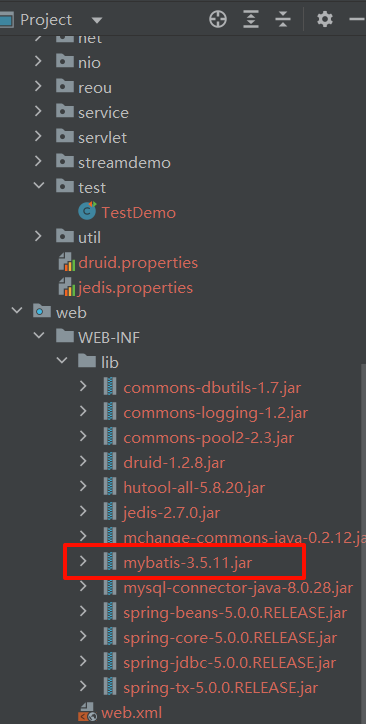 Project
net
nio
reou
service
servlet
streamdemo
test
TestDemo
util
druid.properties
jedis.properties
web
WEB-INF
lib
commons-dbutils-1.7.jar
commons-logging-1.2.jar
commons-pool2-2.3.jar
druid-1.2.8.jar
hutool-all-5.8.20.jar
jedis-2.7.0.jar
mchange-commons-java-0.2.12.ja
mybatis-3.5.11.jar
mysql-connector-java-8.0.28.jar
spring-beans-5.0.0.RELEASE.jar
spring-core-5.0.0.RELEASE.jar
spring-jdbc-5.0.0.RELEASE.jar
spring-tx-5.0.0.RELEASE.jar
web.xml